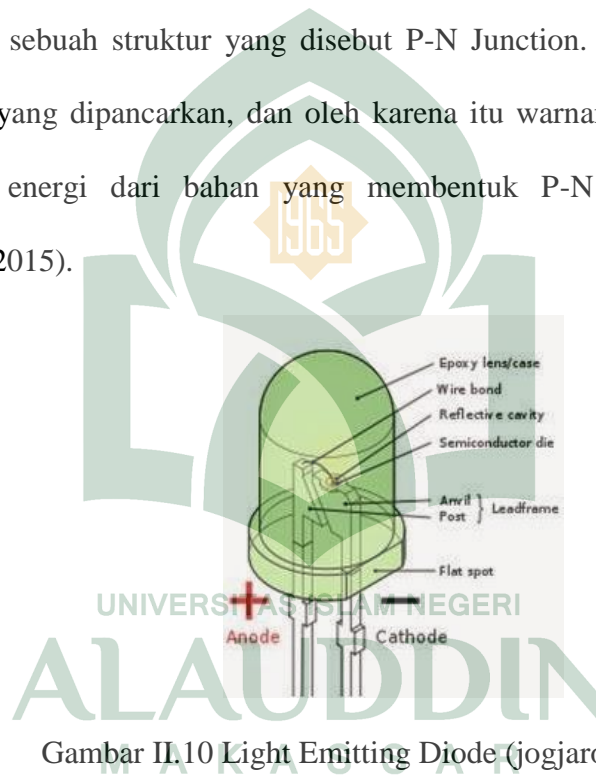 sebuah struktur yang disebut P-N Junction.
yang dipancarkan, dan oleh karena itu
energi dari bahan yang membentuk P-N
2015).
1965
Epoxy lens/case
Wire bond
Reflective cavity
Semiconductor die
Anvil
Post
Leadframe
Flat spot
UNIVERSITAS ISLAM NEGERI
+ −
Anode Cathode
ALAUDDIN
Gambar II.10 Light Emitting Diode
MAKASSAR